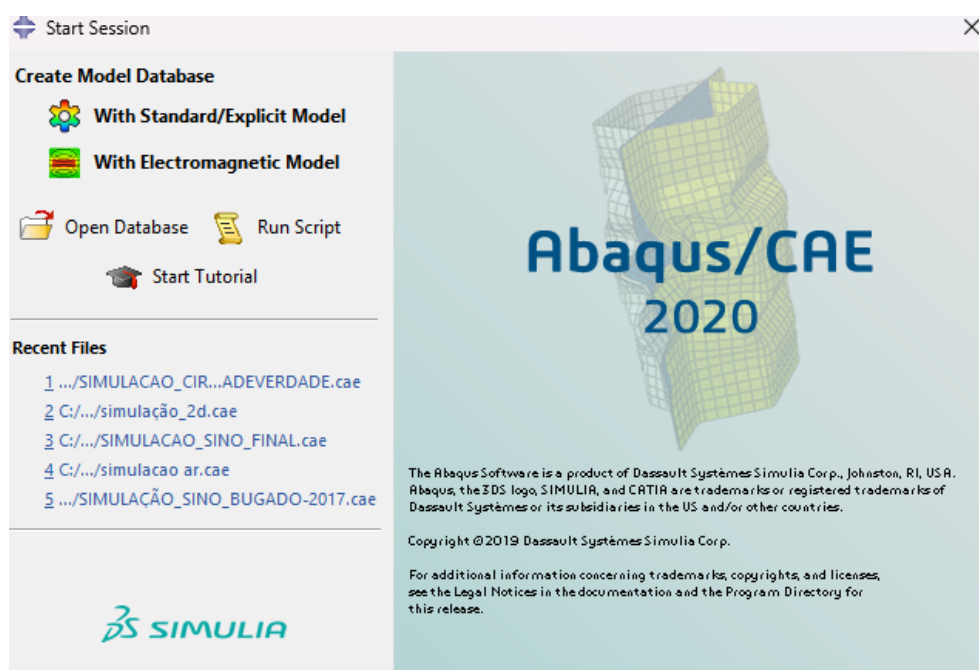 Start Session
Create Model Database
With Standard/Explicit Model
With Electromagnetic Model
Open Database Run Script
Start Tutorial
Recent Files
1 .../SIMULACAO_CIR...ADEVERDADE.cae
2 C:/.../simulação_2d.cae
3 C:/.../SIMULACAO_SINO_FINAL.cae
4 C:/.../simulacao ar.cae
5 .../SIMULAÇÃO_SINO_BUGADO-2017.cae
3DS SIMULIA
Abaqus/CAE
2020
The Abaqus Software is a product of Dassault Systèmes Simulia Corp., Johnston, RI, USA.
Abaqus, the 3DS logo, SIMULIA, and CATIA are trademarks or registered trademarks of
Dassault Systèmes or its subsidiaries in the US and/or other countries.
Copyright ©2019 Dassault Systèmes Simulia Corp.
For additional information concerning trademarks, copyrights, and licenses,
see the Legal Notices in the documentation and the Program Directory for
this release.